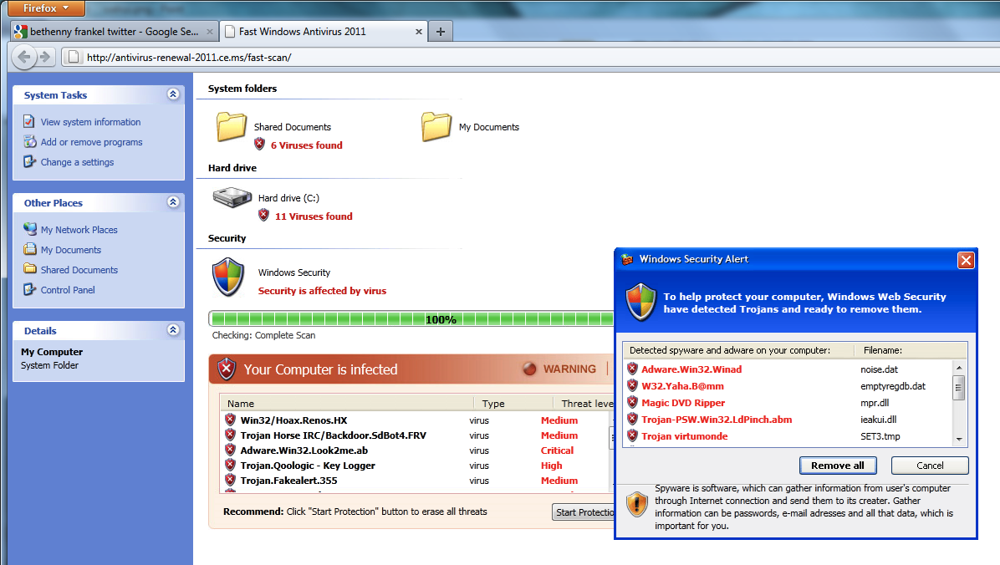 Firefox
bethenny frankel twitter - Google Se...
Fast Windows Antivirus 2011
http://antivirus-renewal-2011.ce.ms/fast-scan/
System Tasks
View system information
Add or remove programs
Change a settings
Other Places
My Network Places
My Documents
Shared Documents
Control Panel
Details
My Computer
System Folder
System folders
Shared Documents
6 Viruses found
My Documents
Hard drive
Hard drive (C:)
11 Viruses found
Security
Windows Security
Security is affected by virus
100%
Checking: Complete Scan
Your Computer is infected
WARNING
Name Type Threat leve
Win32/Hoax.Renos.HX virus Medium
Trojan Horse IRC/Backdoor.SdBot4.FRV virus Medium
Adware.Win32.Look2me.ab virus Critical
Trojan.Qoologic - Key Logger virus High
Trojan.Fakealert.355 virus Medium
Recommend: Click "Start Protection" button to erase all threats
Start Protectio
Windows Security Alert
To help protect your computer, Windows Web Security
have detected Trojans and ready to remove them.
Detected spyware and adware on your computer: Filename:
Adware.Win32.Winad noise.dat
W32.Yaha.B@mm emptyregdb.dat
Magic DVD Ripper mpr.dll
Trojan-PSW.Win32.LdPinch.abm ieakui.dll
Trojan virtumonde SET3.tmp
Remove all
Cancel
Spyware is software, which can gather information from user's computer
through Internet connection and send them to its creater. Gather
information can be passwords, e-mail adresses and all that data, which is
important for you.